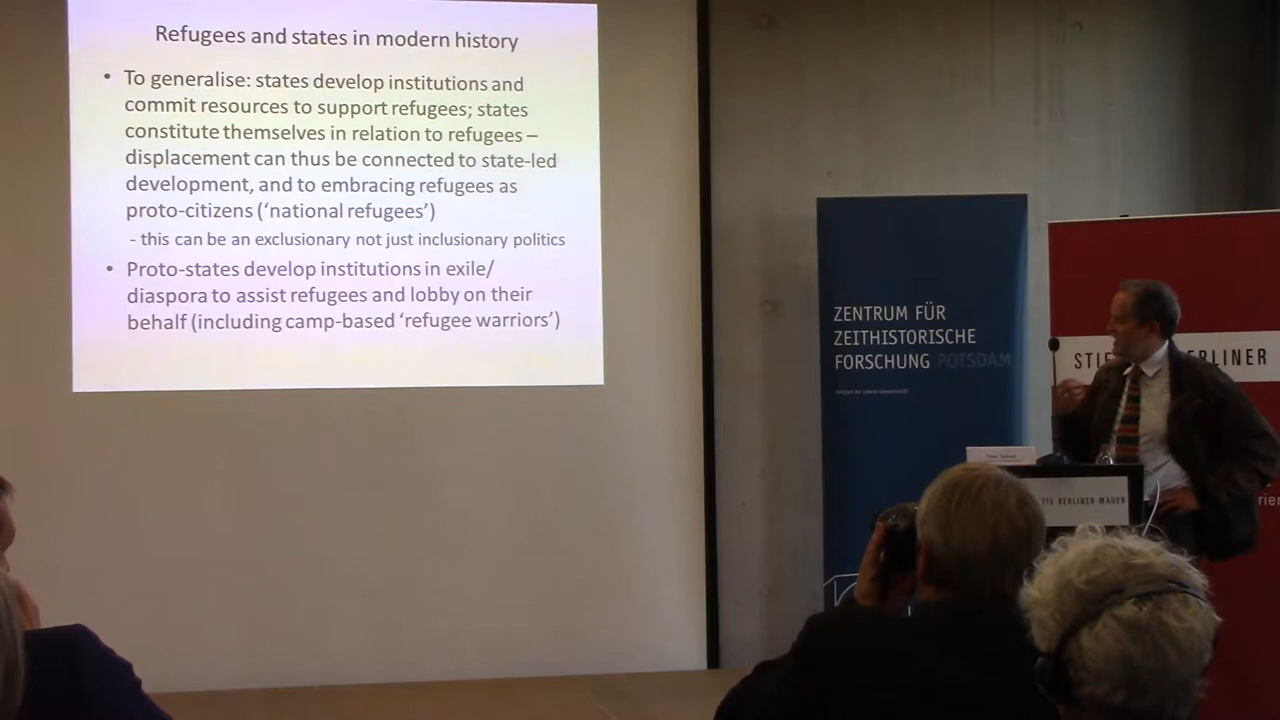 Refugees and states in modern history
• To generalise: states develop institutions and
commit resources to support refugees; states
constitute themselves in relation to refugees –
displacement can thus be connected to state-led
development, and to embracing refugees as
proto-citizens (‘national refugees’)
- this can be an exclusionary not just inclusionary politics
• Proto-states develop institutions in exile/
diaspora to assist refugees and lobby on their
behalf (including camp-based ‘refugee warriors’)
ZENTRUM FÜR
ZEITHISTORISCHE
FORSCHUNG POTSDAM
STIF ERLINER
BERLINER MAUER